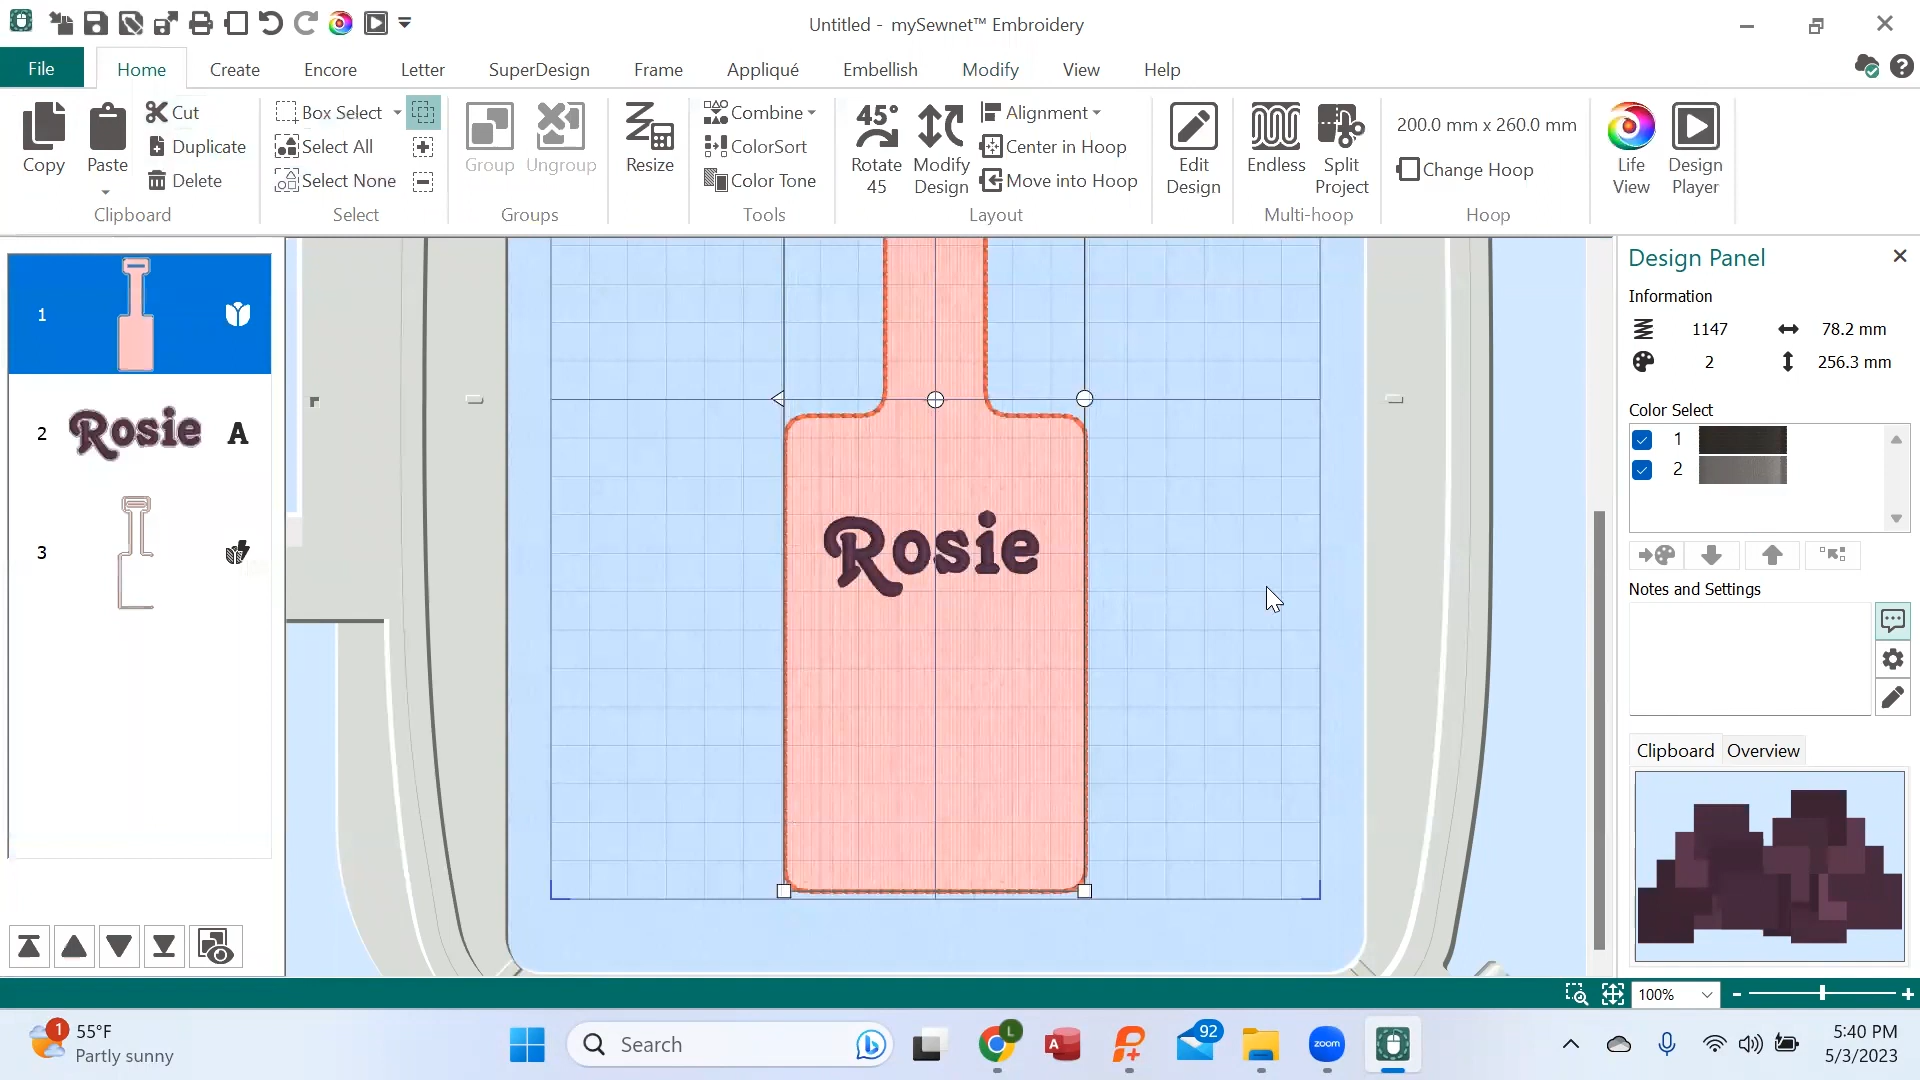 Untitled - mySewnet™ Embroidery
File Home Create Encore Letter SuperDesign Frame Appliqué Embellish Modify View Help
Copy
Paste
Cut
Duplicate
Delete
Clipboard
Box Select
Select All
Select None
Select
Group
Ungroup
Groups
Resize
Combine
ColorSort
Color Tone
Tools
45°
Rotate
45
Modify
Design
Alignment
Center in Hoop
Move into Hoop
Layout
Edit
Design
Endless
Split
Project
Multi-hoop
200.0 mm x 260.0 mm
Change Hoop
Hoop
Life
View
Design
Player
1
Rosie
2 A
3
Rosie
Design Panel
Information
1147 78.2 mm
2 256.3 mm
Color Select
1
2
Notes and Settings
Clipboard Overview
100%
1
55°F
Partly sunny
Search
L
A
92
zoom
5:40 PM
5/3/2023